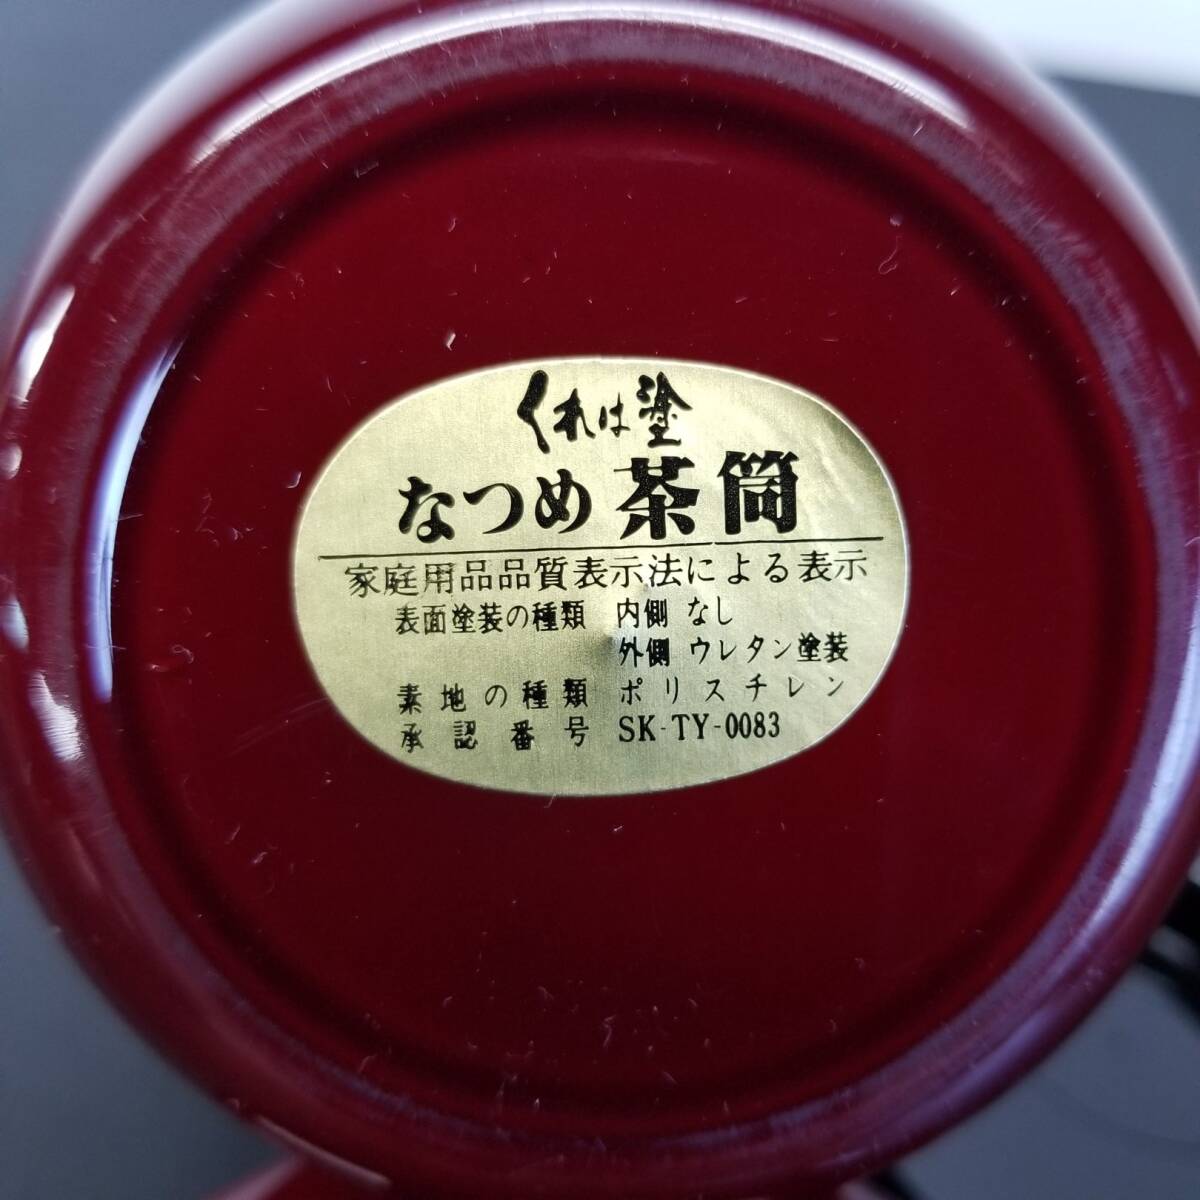 くれは塗
なつめ茶筒
家庭用品品質表示法による表示
表面塗装の種類 内側 なし
外側 ウレタン塗装
素地の種類 ポリスチレン
承認番号 SK-TY-0083